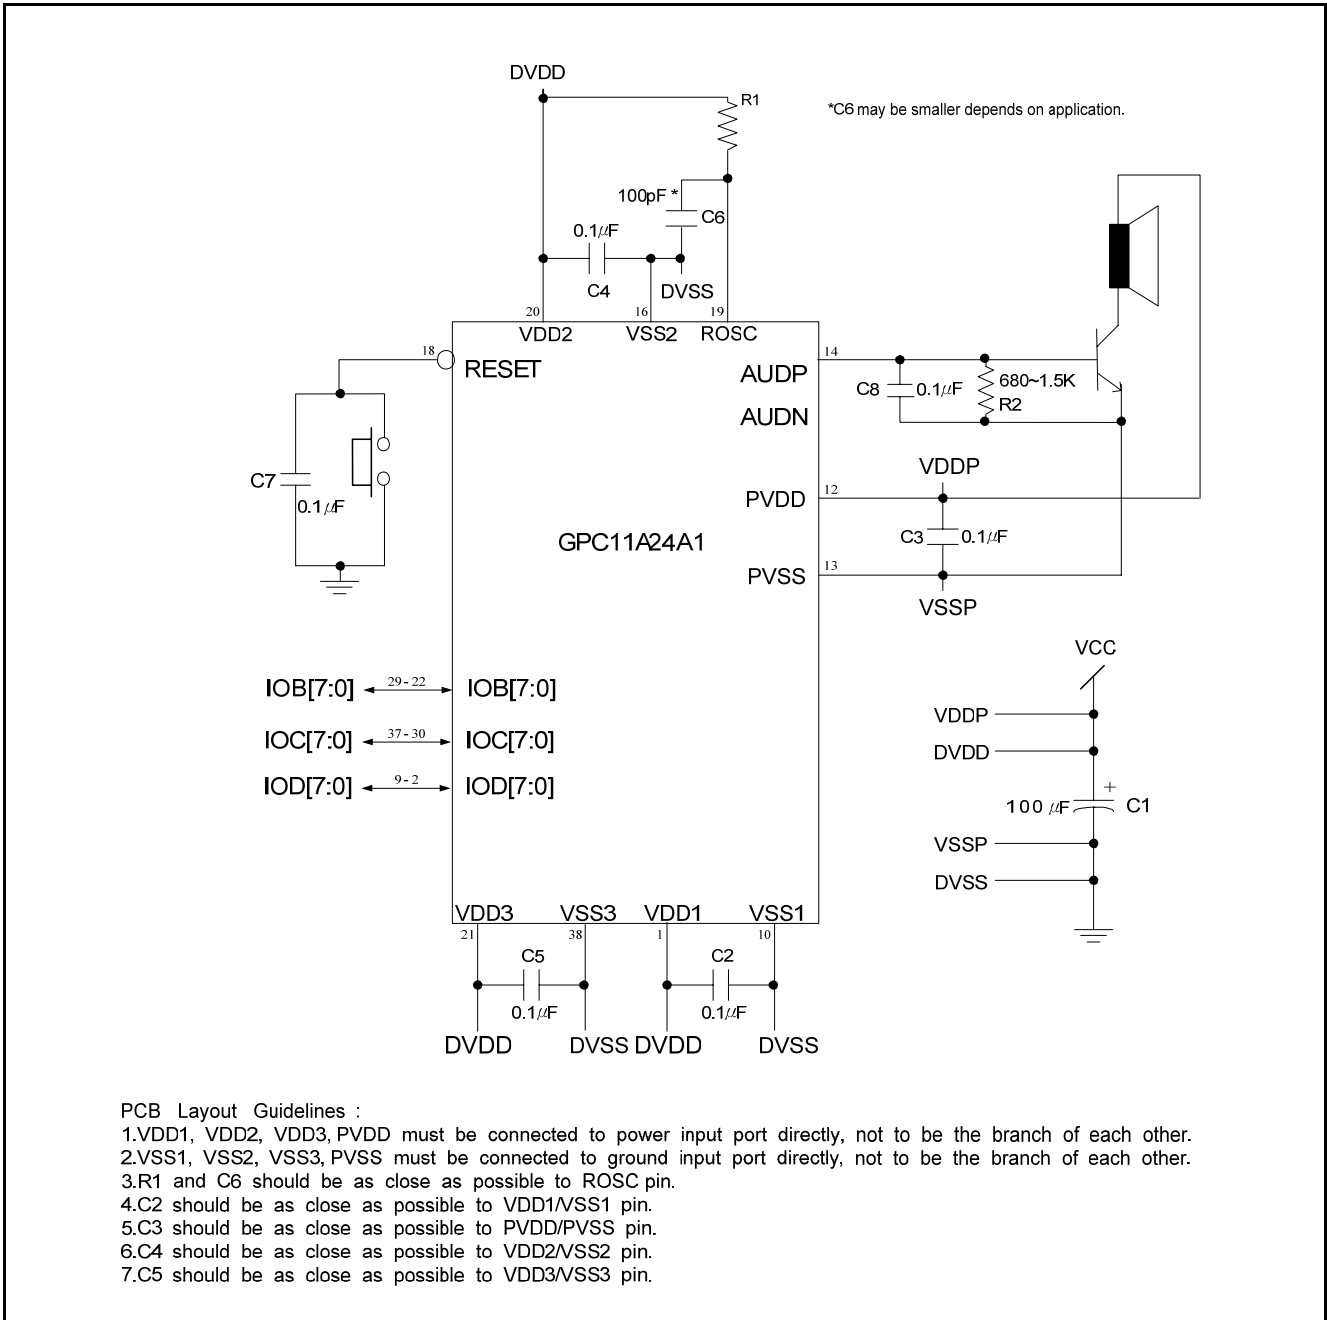 DVDD
R1
*C6 may be smaller depends on application.
100pF *
C6
0.1μF
C4
DVSS
20
16
19
VDD2
VSS2
ROSC
18
RESET
14
AUDP
C8
0.1μF
680~1.5K
R2
AUDN
C7
0.1μF
VDDP
PVDD
12
GPC11A24A1
C3
0.1μF
PVSS
13
VSSP
VCC
IOB[7:0]
29-22
IOB[7:0]
VDDP
IOC[7:0]
37-30
IOC[7:0]
DVDD
IOD[7:0]
9-2
IOD[7:0]
+
100 μF
C1
VSSP
DVSS
VDD3
VSS3
VDD1
VSS1
21
38
1
10
C5
C2
0.1μF
0.1μF
DVDD
DVSS
DVDD
DVSS
PCB Layout Guidelines :
1.VDD1, VDD2, VDD3, PVDD must be connected to power input port directly, not to be the branch of each other.
2.VSS1, VSS2, VSS3, PVSS must be connected to ground input port directly, not to be the branch of each other.
3.R1 and C6 should be as close as possible to ROSC pin.
4.C2 should be as close as possible to VDD1/VSS1 pin.
5.C3 should be as close as possible to PVDD/PVSS pin.
6.C4 should be as close as possible to VDD2/VSS2 pin.
7.C5 should be as close as possible to VDD3/VSS3 pin.